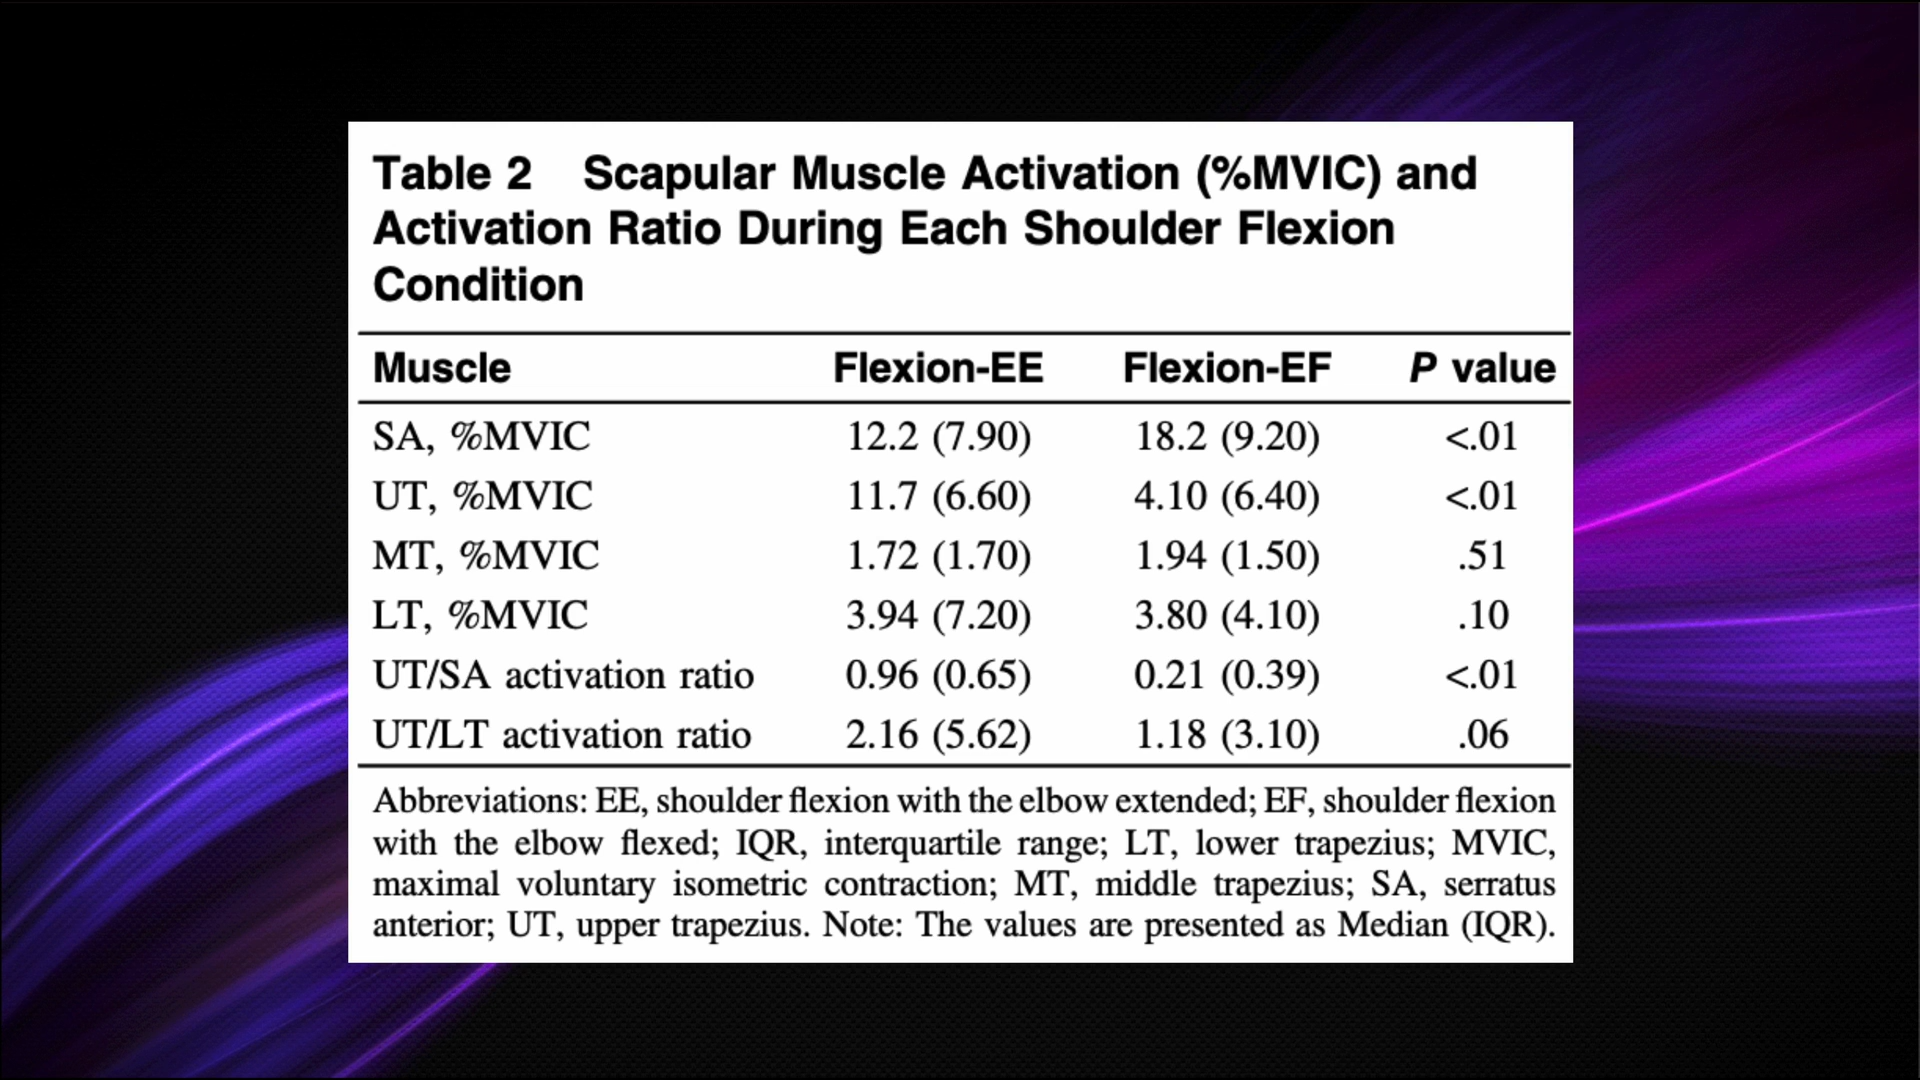 Table 2 Scapular Muscle Activation (%MVIC) and
Activation Ratio During Each Shoulder Flexion
Condition
Muscle Flexion-EE Flexion-EF P value
SA, %MVIC 12.2 (7.90) 18.2 (9.20) <.01
UT, %MVIC 11.7 (6.60) 4.10 (6.40) <.01
MT, %MVIC 1.72 (1.70) 1.94 (1.50) .51
LT, %MVIC 3.94 (7.20) 3.80 (4.10) .10
UT/SA activation ratio 0.96 (0.65) 0.21 (0.39) <.01
UT/LT activation ratio 2.16 (5.62) 1.18 (3.10) .06
Abbreviations: EE, shoulder flexion with the elbow extended; EF, shoulder flexion
with the elbow flexed; IQR, interquartile range; LT, lower trapezius; MVIC,
maximal voluntary isometric contraction; MT, middle trapezius; SA, serratus
anterior; UT, upper trapezius. Note: The values are presented as Median (IQR).